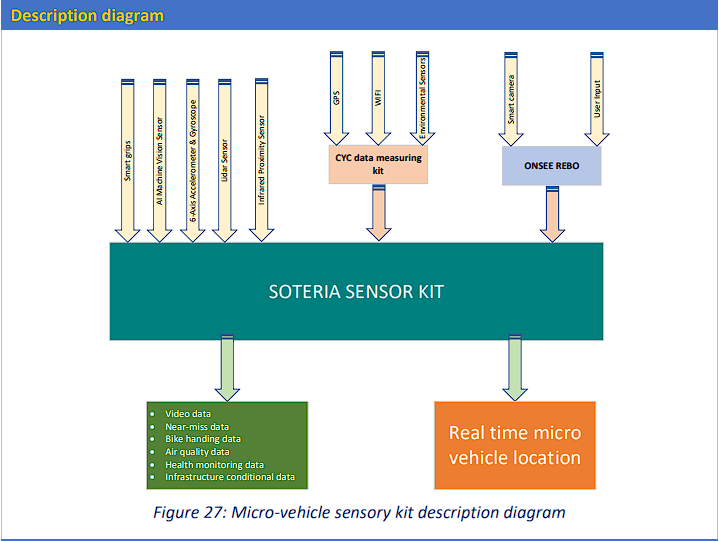 Description diagram
Smart grips
AI Machine Vision Sensor
6-Axis Accelerometer & Gyroscope
Lidar Sensor
Infrared Proximity Sensor
GPS
WIFI
Environmental Sensors
Smart camera
User Input
CYC data measuring
kit
ONSEE REBO
SOTERIA SENSOR KIT
• Video data
• Near-miss data
• Bike handing data
• Air quality data
• Health monitoring data
• Infrastructure conditional data
Real time micro
vehicle location
Figure 27: Micro-vehicle sensory kit description diagram